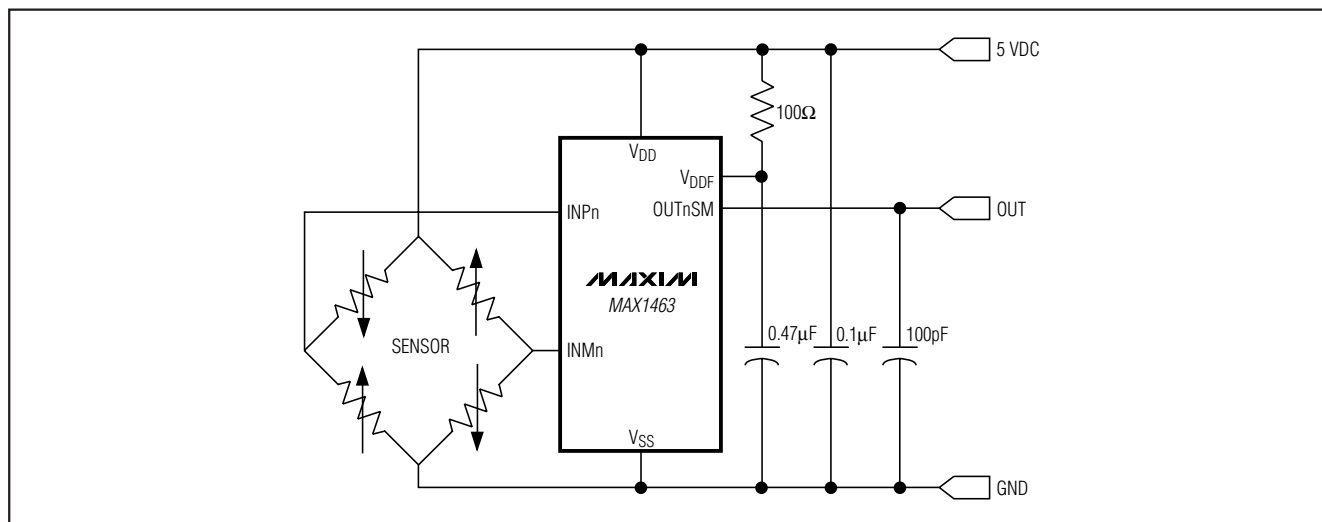 5 VDC
100Ω
VDD
VDDF
INPn
OUTnSM
OUT
MAXIM
MAX1463
SENSOR
INMn
0.47µF
0.1µF
100pF
VSS
GND